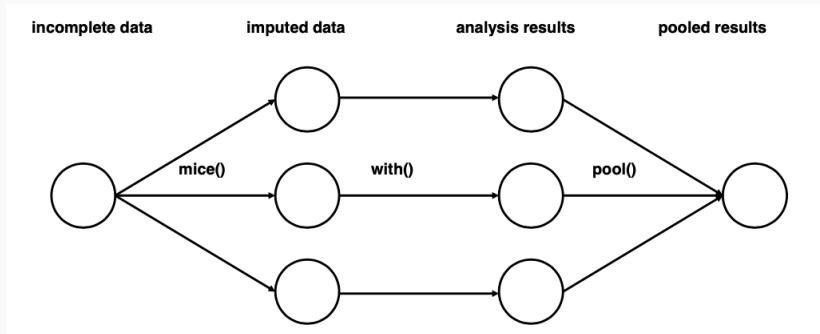 incomplete data imputed data analysis results pooled results
mice() with() pool()